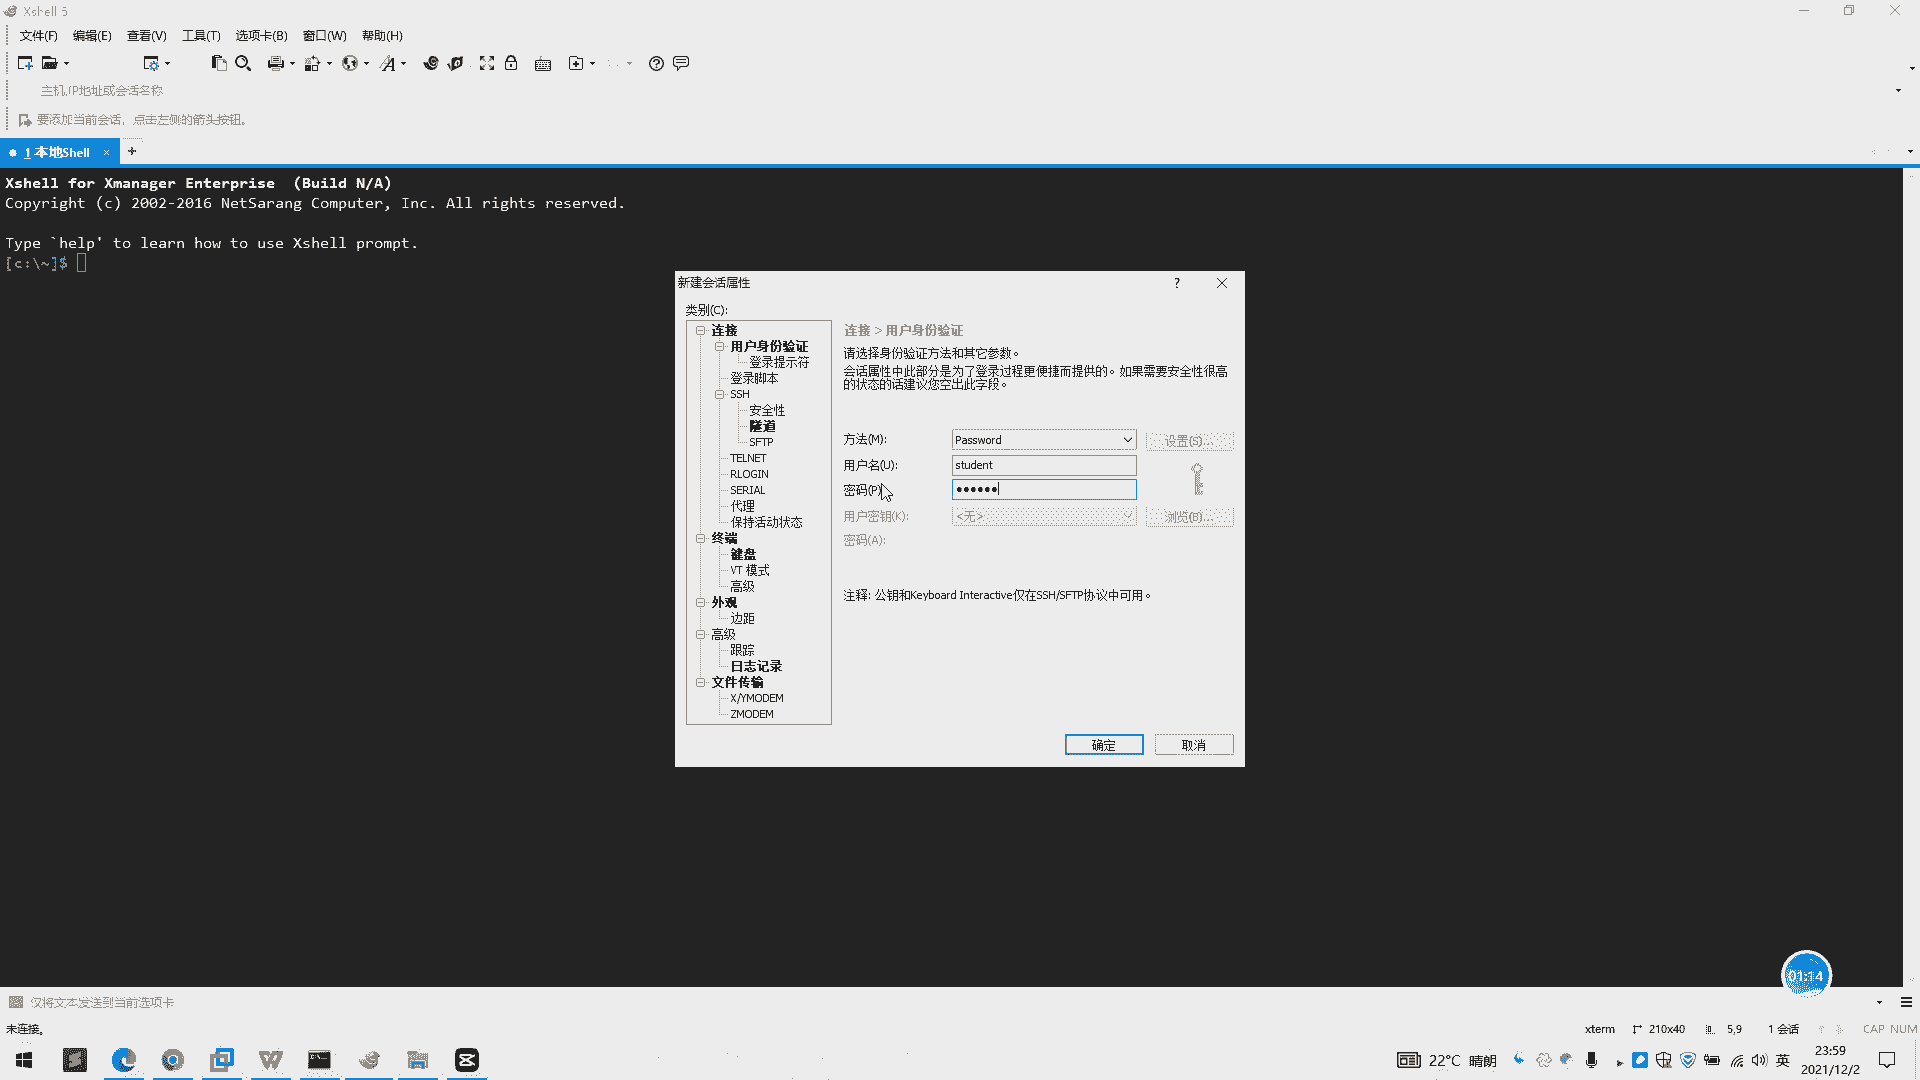 Xshell 5
文件(F) 编辑(E) 查看(V) 工具(T) 选项卡(B) 窗口(W) 帮助(H)
主机,IP地址或会话名称
要添加当前会话，点击左侧的箭头按钮。
1 本地Shell × +
Xshell for Xmanager Enterprise (Build N/A)
Copyright (c) 2002-2016 NetSarang Computer, Inc. All rights reserved.
Type `help' to learn how to use Xshell prompt.
[c:\~]$
新建会话属性
类别(C):
连接
用户身份验证
登录提示符
登录脚本
SSH
安全性
隧道
SFTP
TELNET
RLOGIN
SERIAL
代理
保持活动状态
终端
键盘
VT 模式
高级
外观
边距
高级
跟踪
日志记录
文件传输
X/YMODEM
ZMODEM
连接 > 用户身份验证
请选择身份验证方法和其它参数。
会话属性中此部分是为了登录过程更便捷而提供的。如果需要安全性很高
的状态的话建议您空出此字段。
方法(M): Password 设置(S)...
用户名(U): student
密码(P): ••••••
用户密钥(K): <无> 浏览(B)...
密码(A):
注释: 公钥和Keyboard Interactive仅在SSH/SFTP协议中可用。
确定 取消
01:14
仅将文本发送到当前选项卡
未连接。 xterm 210x40 5,9 1 会话 CAP NUM
22°C 晴朗 英 23:59
2021/12/2